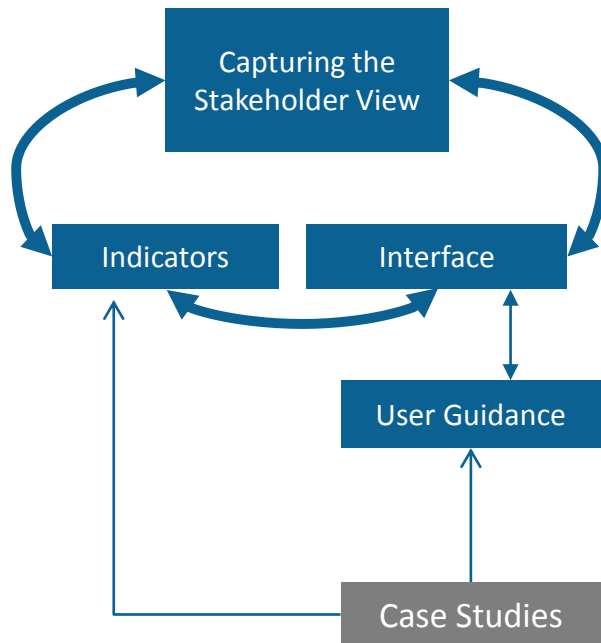 Capturing the
Stakeholder View
Indicators
Interface
User Guidance
Case Studies